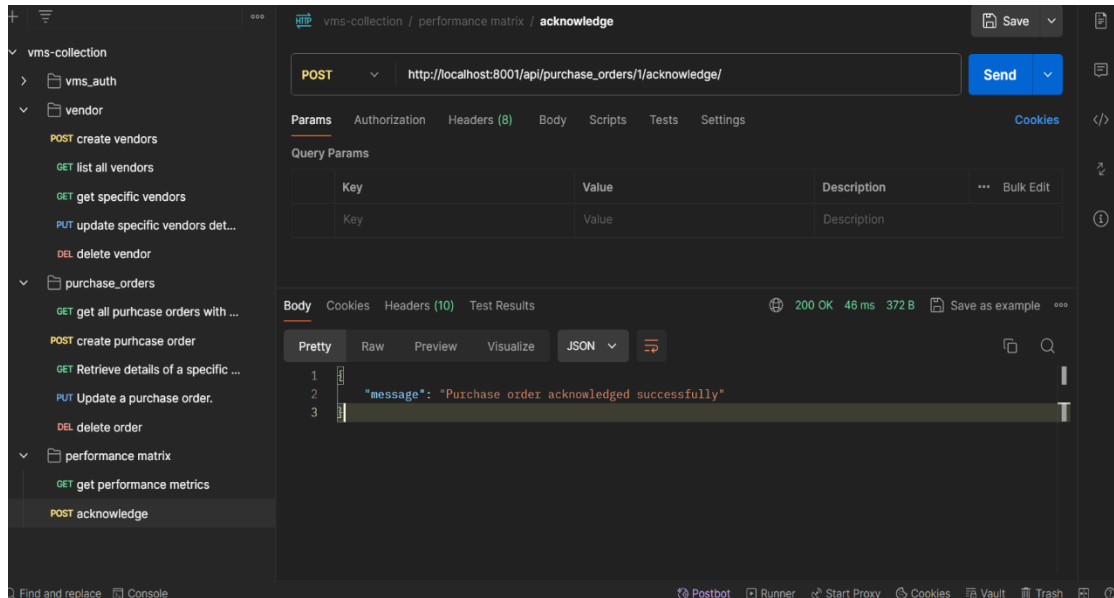 HTTP vms-collection / performance matrix / acknowledge
Save
vms-collection
vms_auth
vendor
POST create vendors
GET list all vendors
GET get specific vendors
PUT update specific vendors det...
DEL delete vendor
purchase_orders
GET get all purhcase orders with ...
POST create purhcase order
GET Retrieve details of a specific ...
PUT Update a purchase order.
DEL delete order
performance matrix
GET get performance metrics
POST acknowledge
POST http://localhost:8001/api/purchase_orders/1/acknowledge/ Send
Params Authorization Headers (8) Body Scripts Tests Settings Cookies
Query Params
Key Value Description ••• Bulk Edit
Key Value Description
Body Cookies Headers (10) Test Results 200 OK 46 ms 372 B Save as example
Pretty Raw Preview Visualize JSON
1 {
2 "message": "Purchase order acknowledged successfully"
3 }
Find and replace Console Postbot Runner Start Proxy Cookies Vault Trash